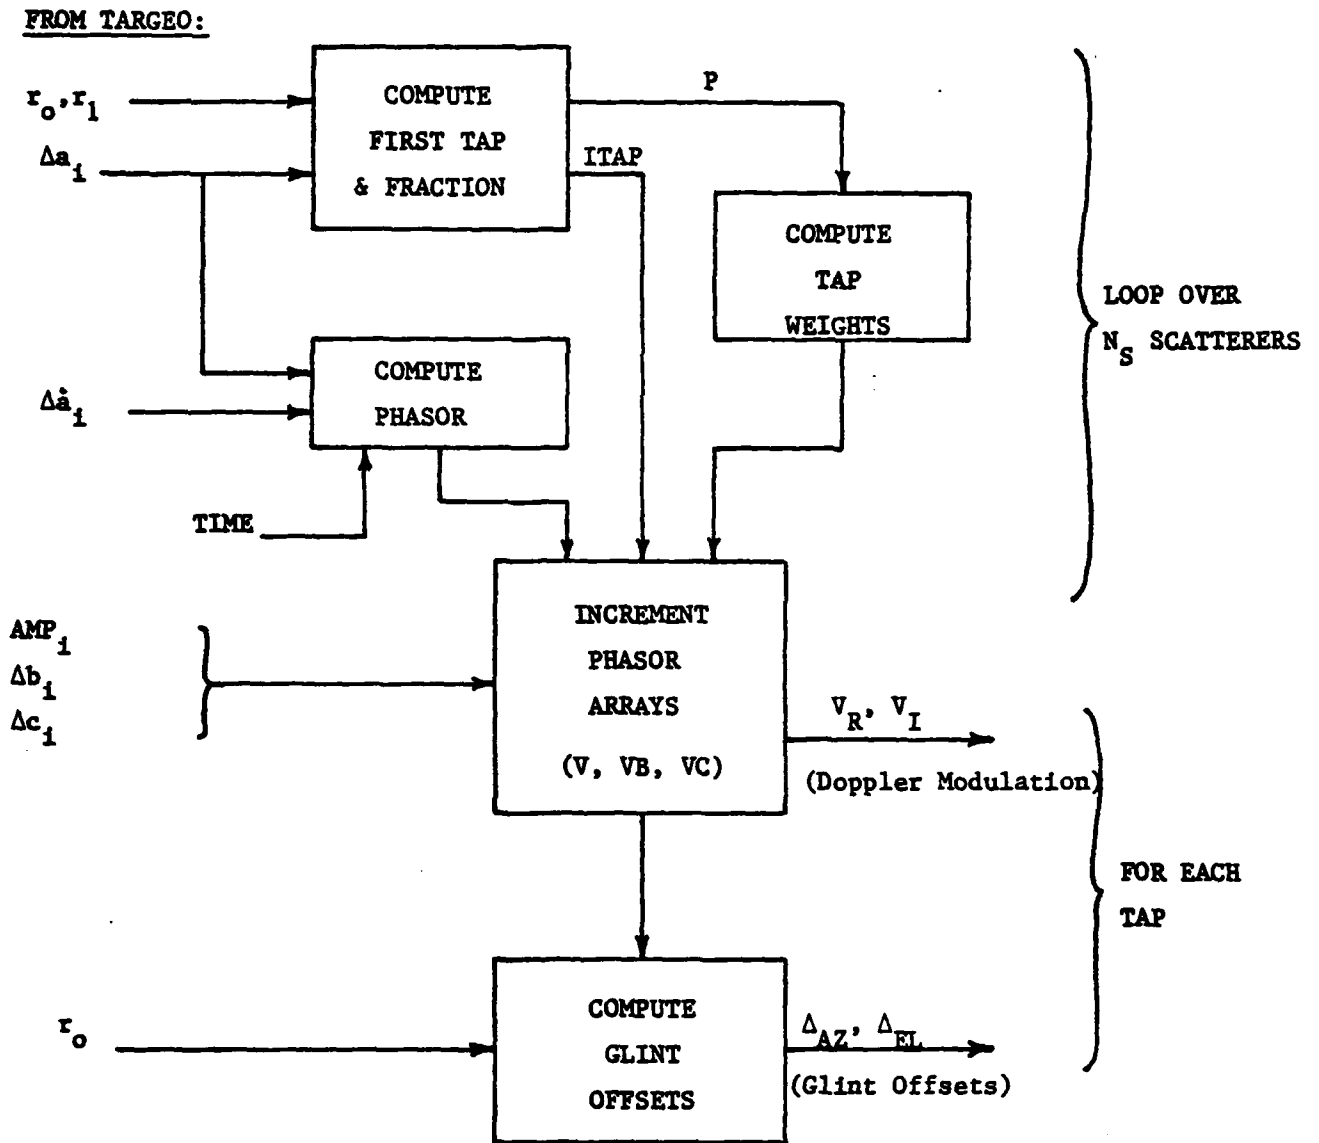 FROM TARGEO:
r_o, r_1
Δa_i
COMPUTE
FIRST TAP
& FRACTION
P
ITAP
COMPUTE
TAP
WEIGHTS
LOOP OVER
N_S SCATTERERS
Δȧ_i
COMPUTE
PHASOR
TIME
AMP_i
Δb_i
Δc_i
INCREMENT
PHASOR
ARRAYS
(V, VB, VC)
V_R, V_I
(Doppler Modulation)
FOR EACH
TAP
r_o
COMPUTE
GLINT
OFFSETS
Δ_AZ, Δ_EL
(Glint Offsets)